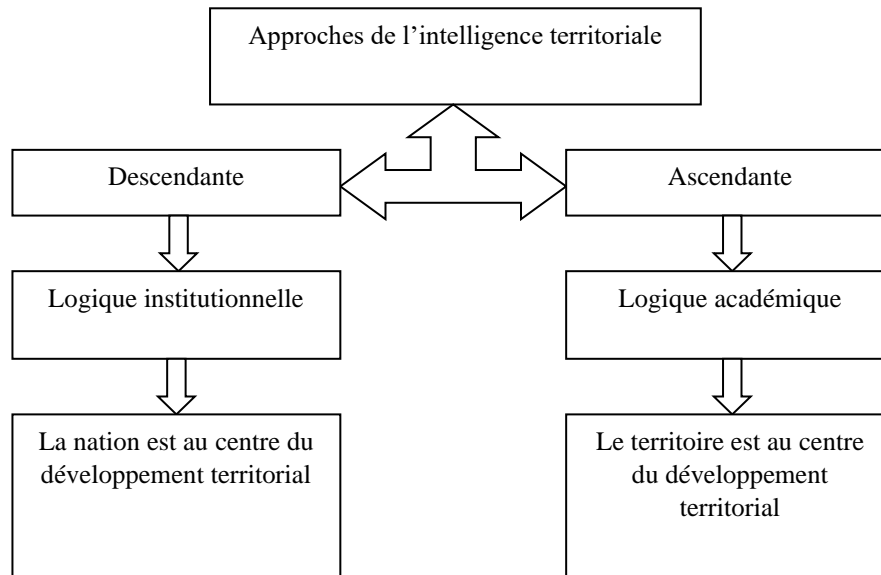 Approches de l’intelligence territoriale
Descendante
Ascendante
Logique institutionnelle
Logique académique
La nation est au centre du
développement territorial
Le territoire est au centre
du développement
territorial